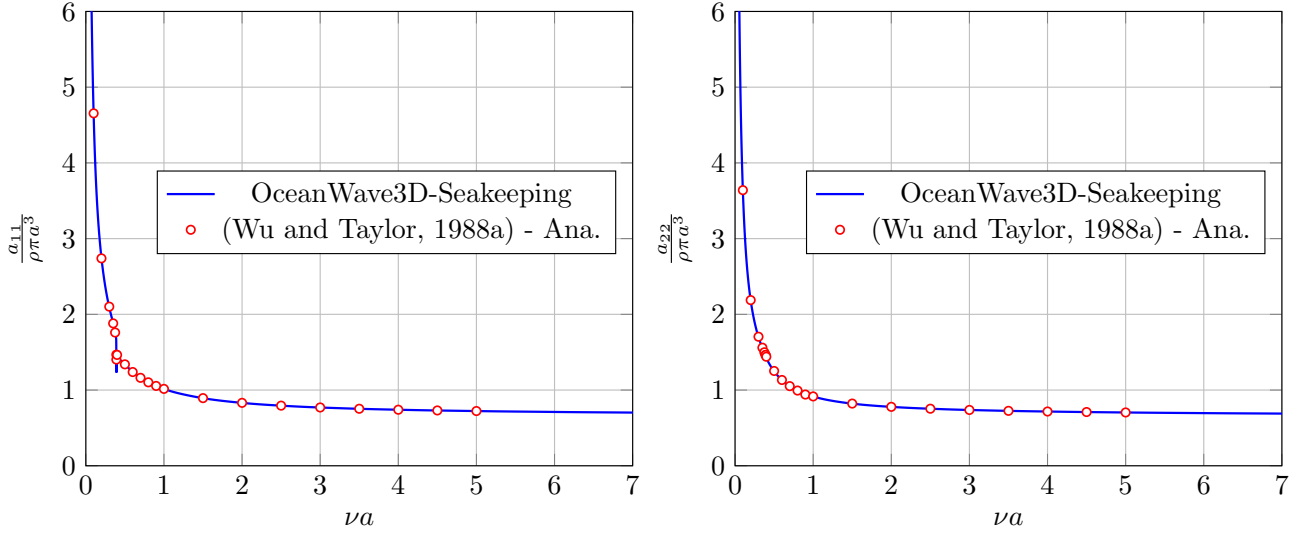 6
5
4
3
2
1
0
0 1 2 3 4 5 6 7
νa
a₁₁
ρπa³
OceanWave3D-Seakeeping
(Wu and Taylor, 1988a) - Ana.
6
5
4
3
2
1
0
0 1 2 3 4 5 6 7
νa
a₂₂
ρπa³
OceanWave3D-Seakeeping
(Wu and Taylor, 1988a) - Ana.